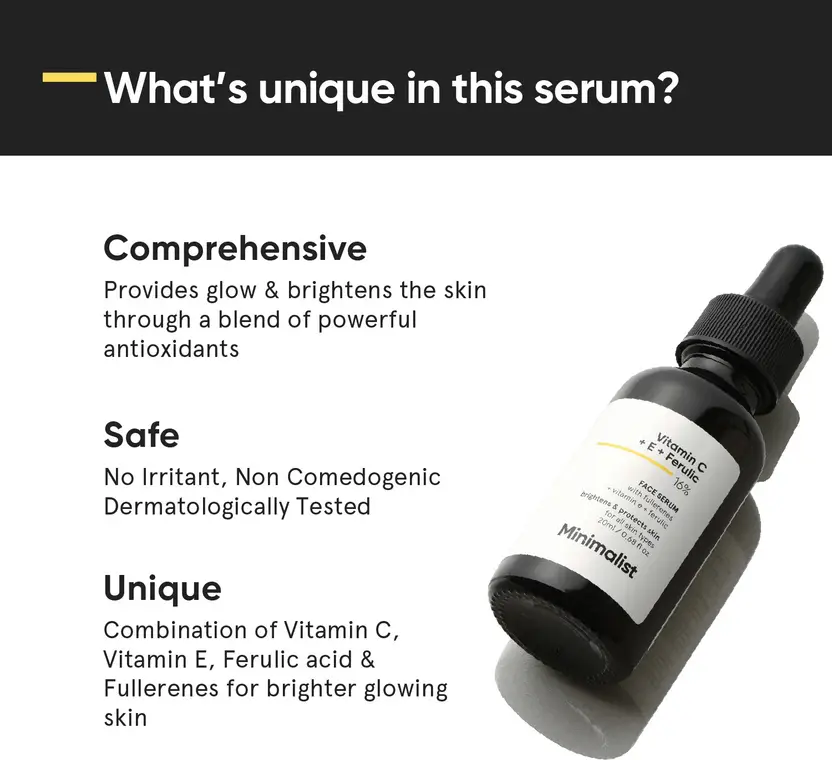 What's unique in this serum?
Comprehensive
Provides glow & brightens the skin
through a blend of powerful
antioxidants
Safe
No Irritant, Non Comedogenic
Dermatologically Tested
Unique
Combination of Vitamin C,
Vitamin E, Ferulic acid &
Fullerenes for brighter glowing
skin
Vitamin C
+ E + Ferulic
16%
FACE SERUM
with fullerenes
+ vitamin e + ferulic
brightens & protects skin
for all skin types
20ml / 0.68 fl oz
Minimalist